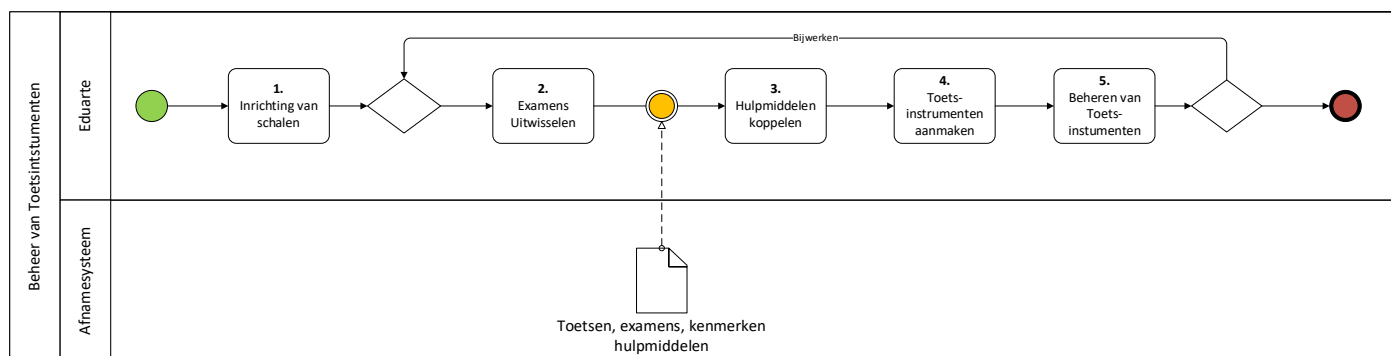 Beheer van Toetsintstumenten
Eduarte
Bijwerken
1.
Inrichting van
schalen
2.
Examens
Uitwisselen
3.
Hulpmiddelen
koppelen
4.
Toets-
instrumenten
aanmaken
5.
Beheren van
Toets-
instumenten
Afnamesysteem
Toetsen, examens, kenmerken
hulpmiddelen